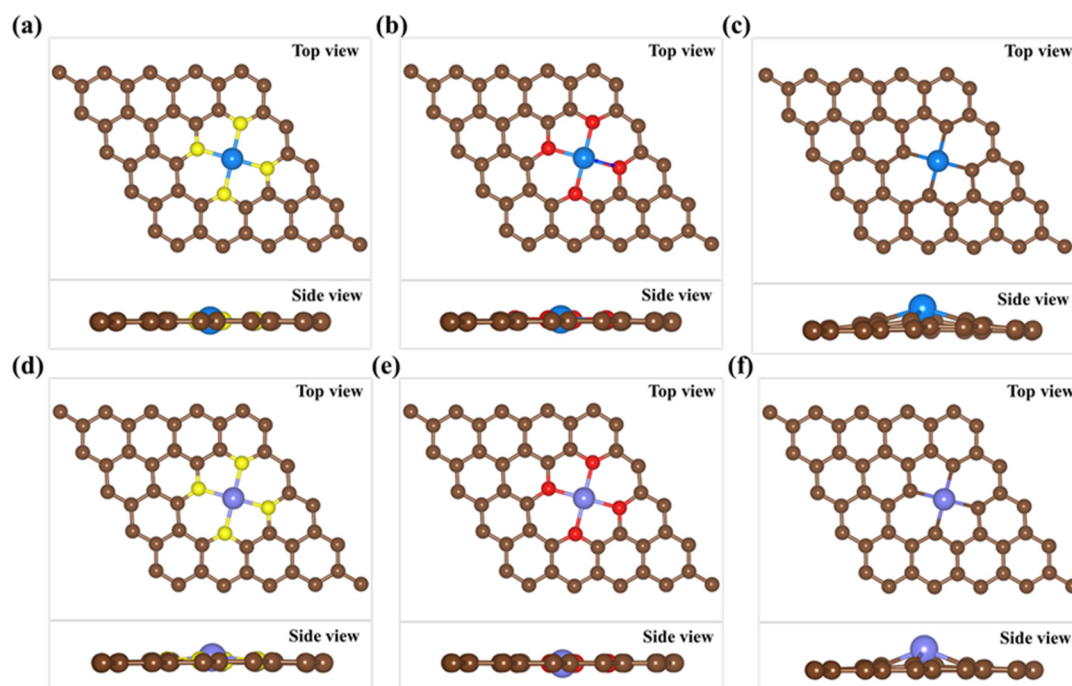 (a)
Top view
Side view
(b)
Top view
Side view
(c)
Top view
Side view
(d)
Top view
Side view
(e)
Top view
Side view
(f)
Top view
Side view